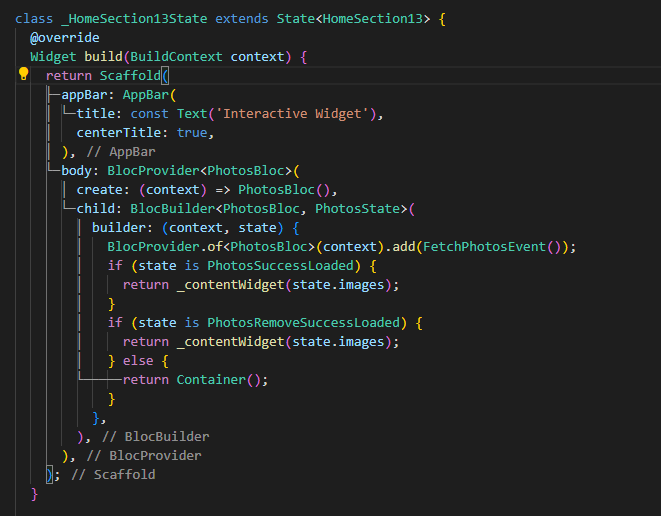 class _HomeSection13State extends State<HomeSection13> {
@override
Widget build(BuildContext context) {
return Scaffold(
appBar: AppBar(
title: const Text('Interactive Widget'),
centerTitle: true,
), // AppBar
body: BlocProvider<PhotosBloc>(
create: (context) => PhotosBloc(),
child: BlocBuilder<PhotosBloc, PhotosState>(
builder: (context, state) {
BlocProvider.of<PhotosBloc>(context).add(FetchPhotosEvent());
if (state is PhotosSuccessLoaded) {
return _contentWidget(state.images);
}
if (state is PhotosRemoveSuccessLoaded) {
return _contentWidget(state.images);
} else {
return Container();
}
},
), // BlocBuilder
), // BlocProvider
); // Scaffold
}